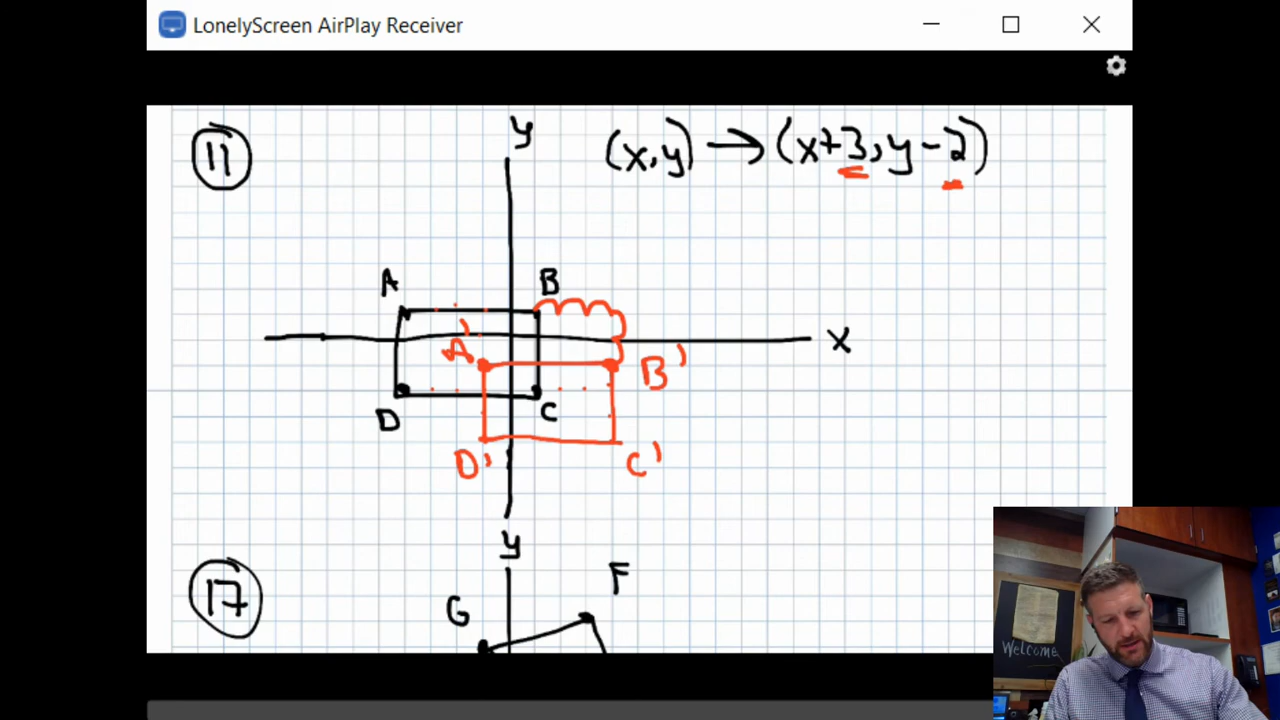 LonelyScreen AirPlay Receiver
11
y
(x,y) → (x+3, y-2)
A
B
x
A'
B'
D
C
D'
C'
y
17
F
G
Welcome